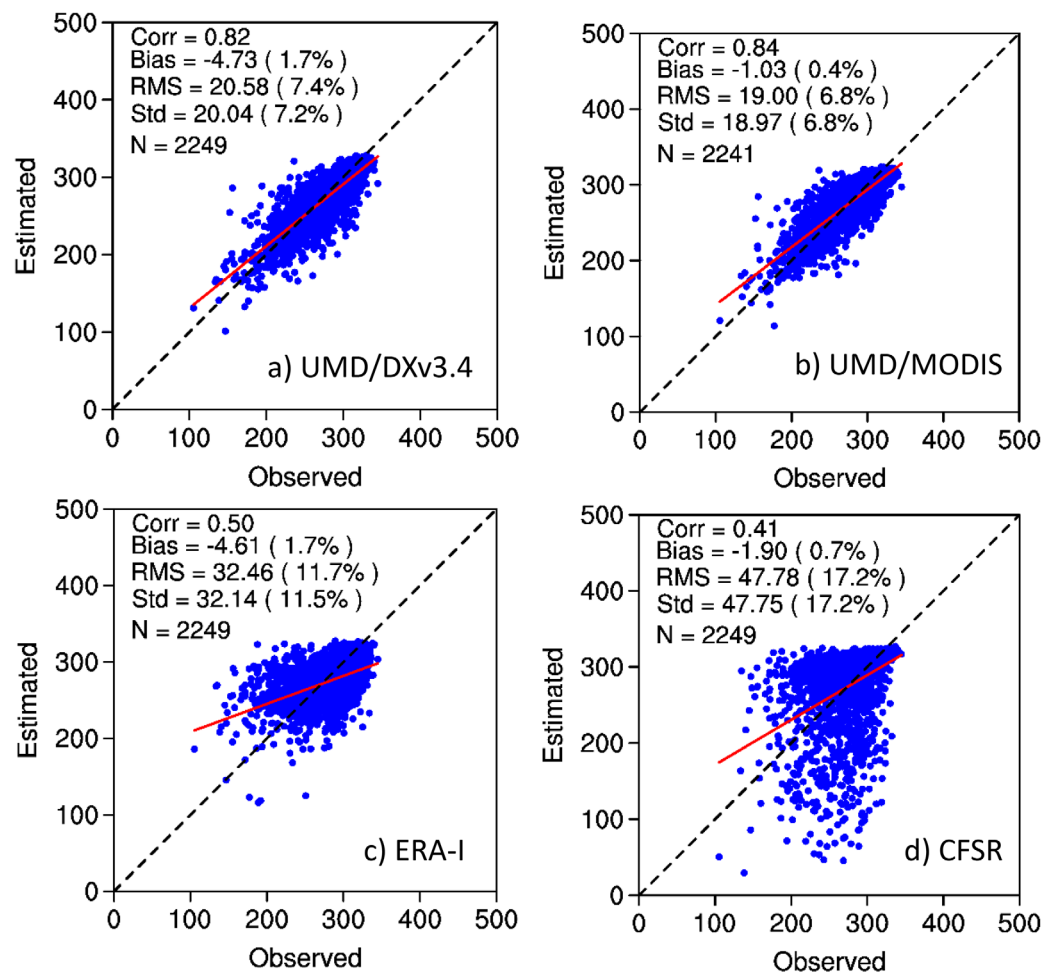 500
400
300
200
100
0
Estimated
Corr = 0.82
Bias = -4.73 ( 1.7% )
RMS = 20.58 ( 7.4% )
Std = 20.04 ( 7.2% )
N = 2249
a) UMD/DXv3.4
0 100 200 300 400 500
Observed
500
400
300
200
100
0
Estimated
Corr = 0.84
Bias = -1.03 ( 0.4% )
RMS = 19.00 ( 6.8% )
Std = 18.97 ( 6.8% )
N = 2241
b) UMD/MODIS
0 100 200 300 400 500
Observed
500
400
300
200
100
0
Estimated
Corr = 0.50
Bias = -4.61 ( 1.7% )
RMS = 32.46 ( 11.7% )
Std = 32.14 ( 11.5% )
N = 2249
c) ERA-I
0 100 200 300 400 500
Observed
500
400
300
200
100
0
Estimated
Corr = 0.41
Bias = -1.90 ( 0.7% )
RMS = 47.78 ( 17.2% )
Std = 47.75 ( 17.2% )
N = 2249
d) CFSR
0 100 200 300 400 500
Observed